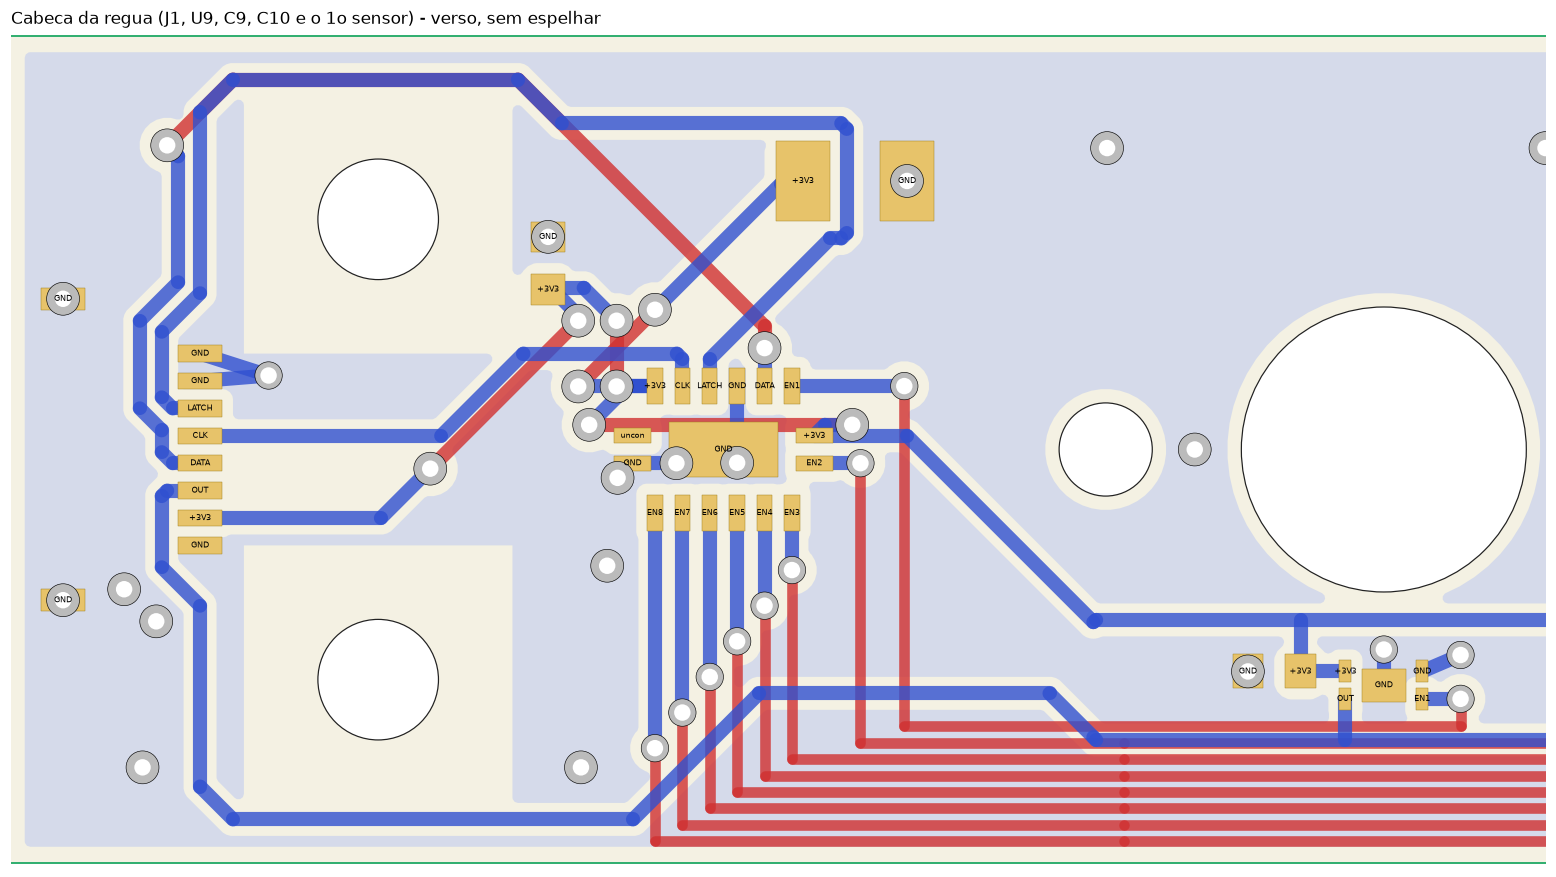 Cabeca da regua (J1, U9, C9, C10 e o 1o sensor) - verso, sem espelhar
+3V3
GND
GND
+3V3
GND
GND
GND
LATCH
CLK
DATA
OUT
+3V3
GND
GND
+3V3
CLK
LATCH
GND
DATA
EN1
uncon
GND
GND
+3V3
EN2
EN8
EN7
EN6
EN5
EN4
EN3
GND
+3V3
+3V3
OUT
GND
GND
EN1